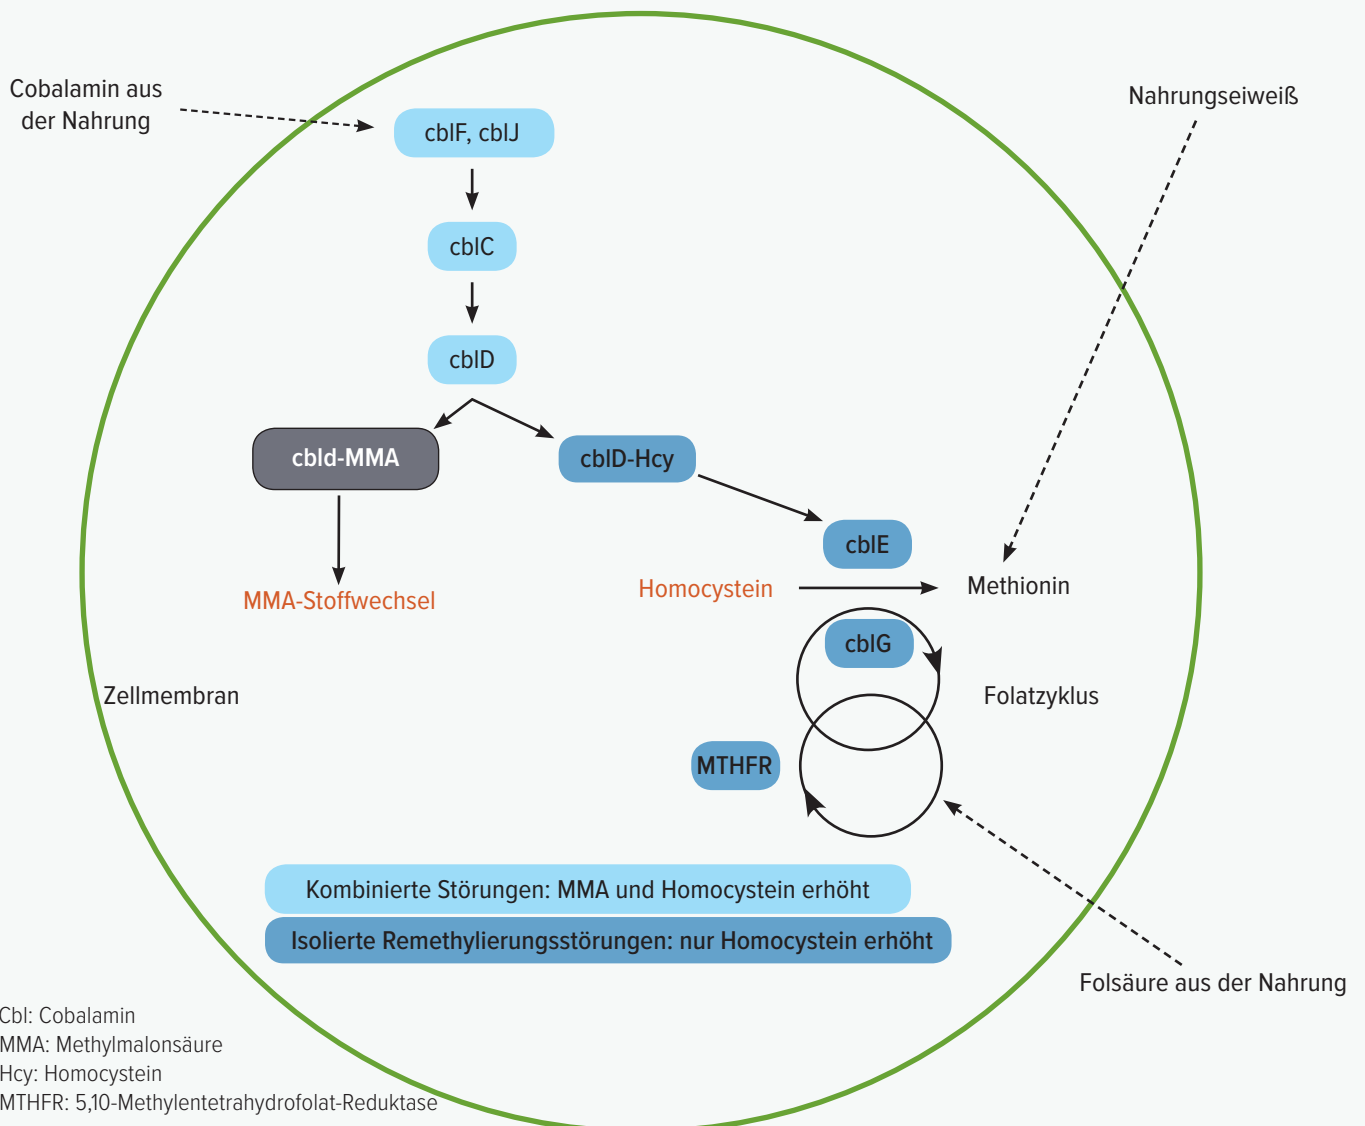 Cobalamin aus
der Nahrung
Nahrungseiweiß
cblF, cblJ
cblC
cblD
cbld-MMA
cblD-Hcy
cblE
MMA-Stoffwechsel
Homocystein
Methionin
cblG
Zellmembran
Folatzyklus
MTHFR
Kombinierte Störungen: MMA und Homocystein erhöht
Isolierte Remethylierungsstörungen: nur Homocystein erhöht
Folsäure aus der Nahrung
Cbl: Cobalamin
MMA: Methylmalonsäure
Hcy: Homocystein
MTHFR: 5,10-Methylentetrahydrofolat-Reduktase